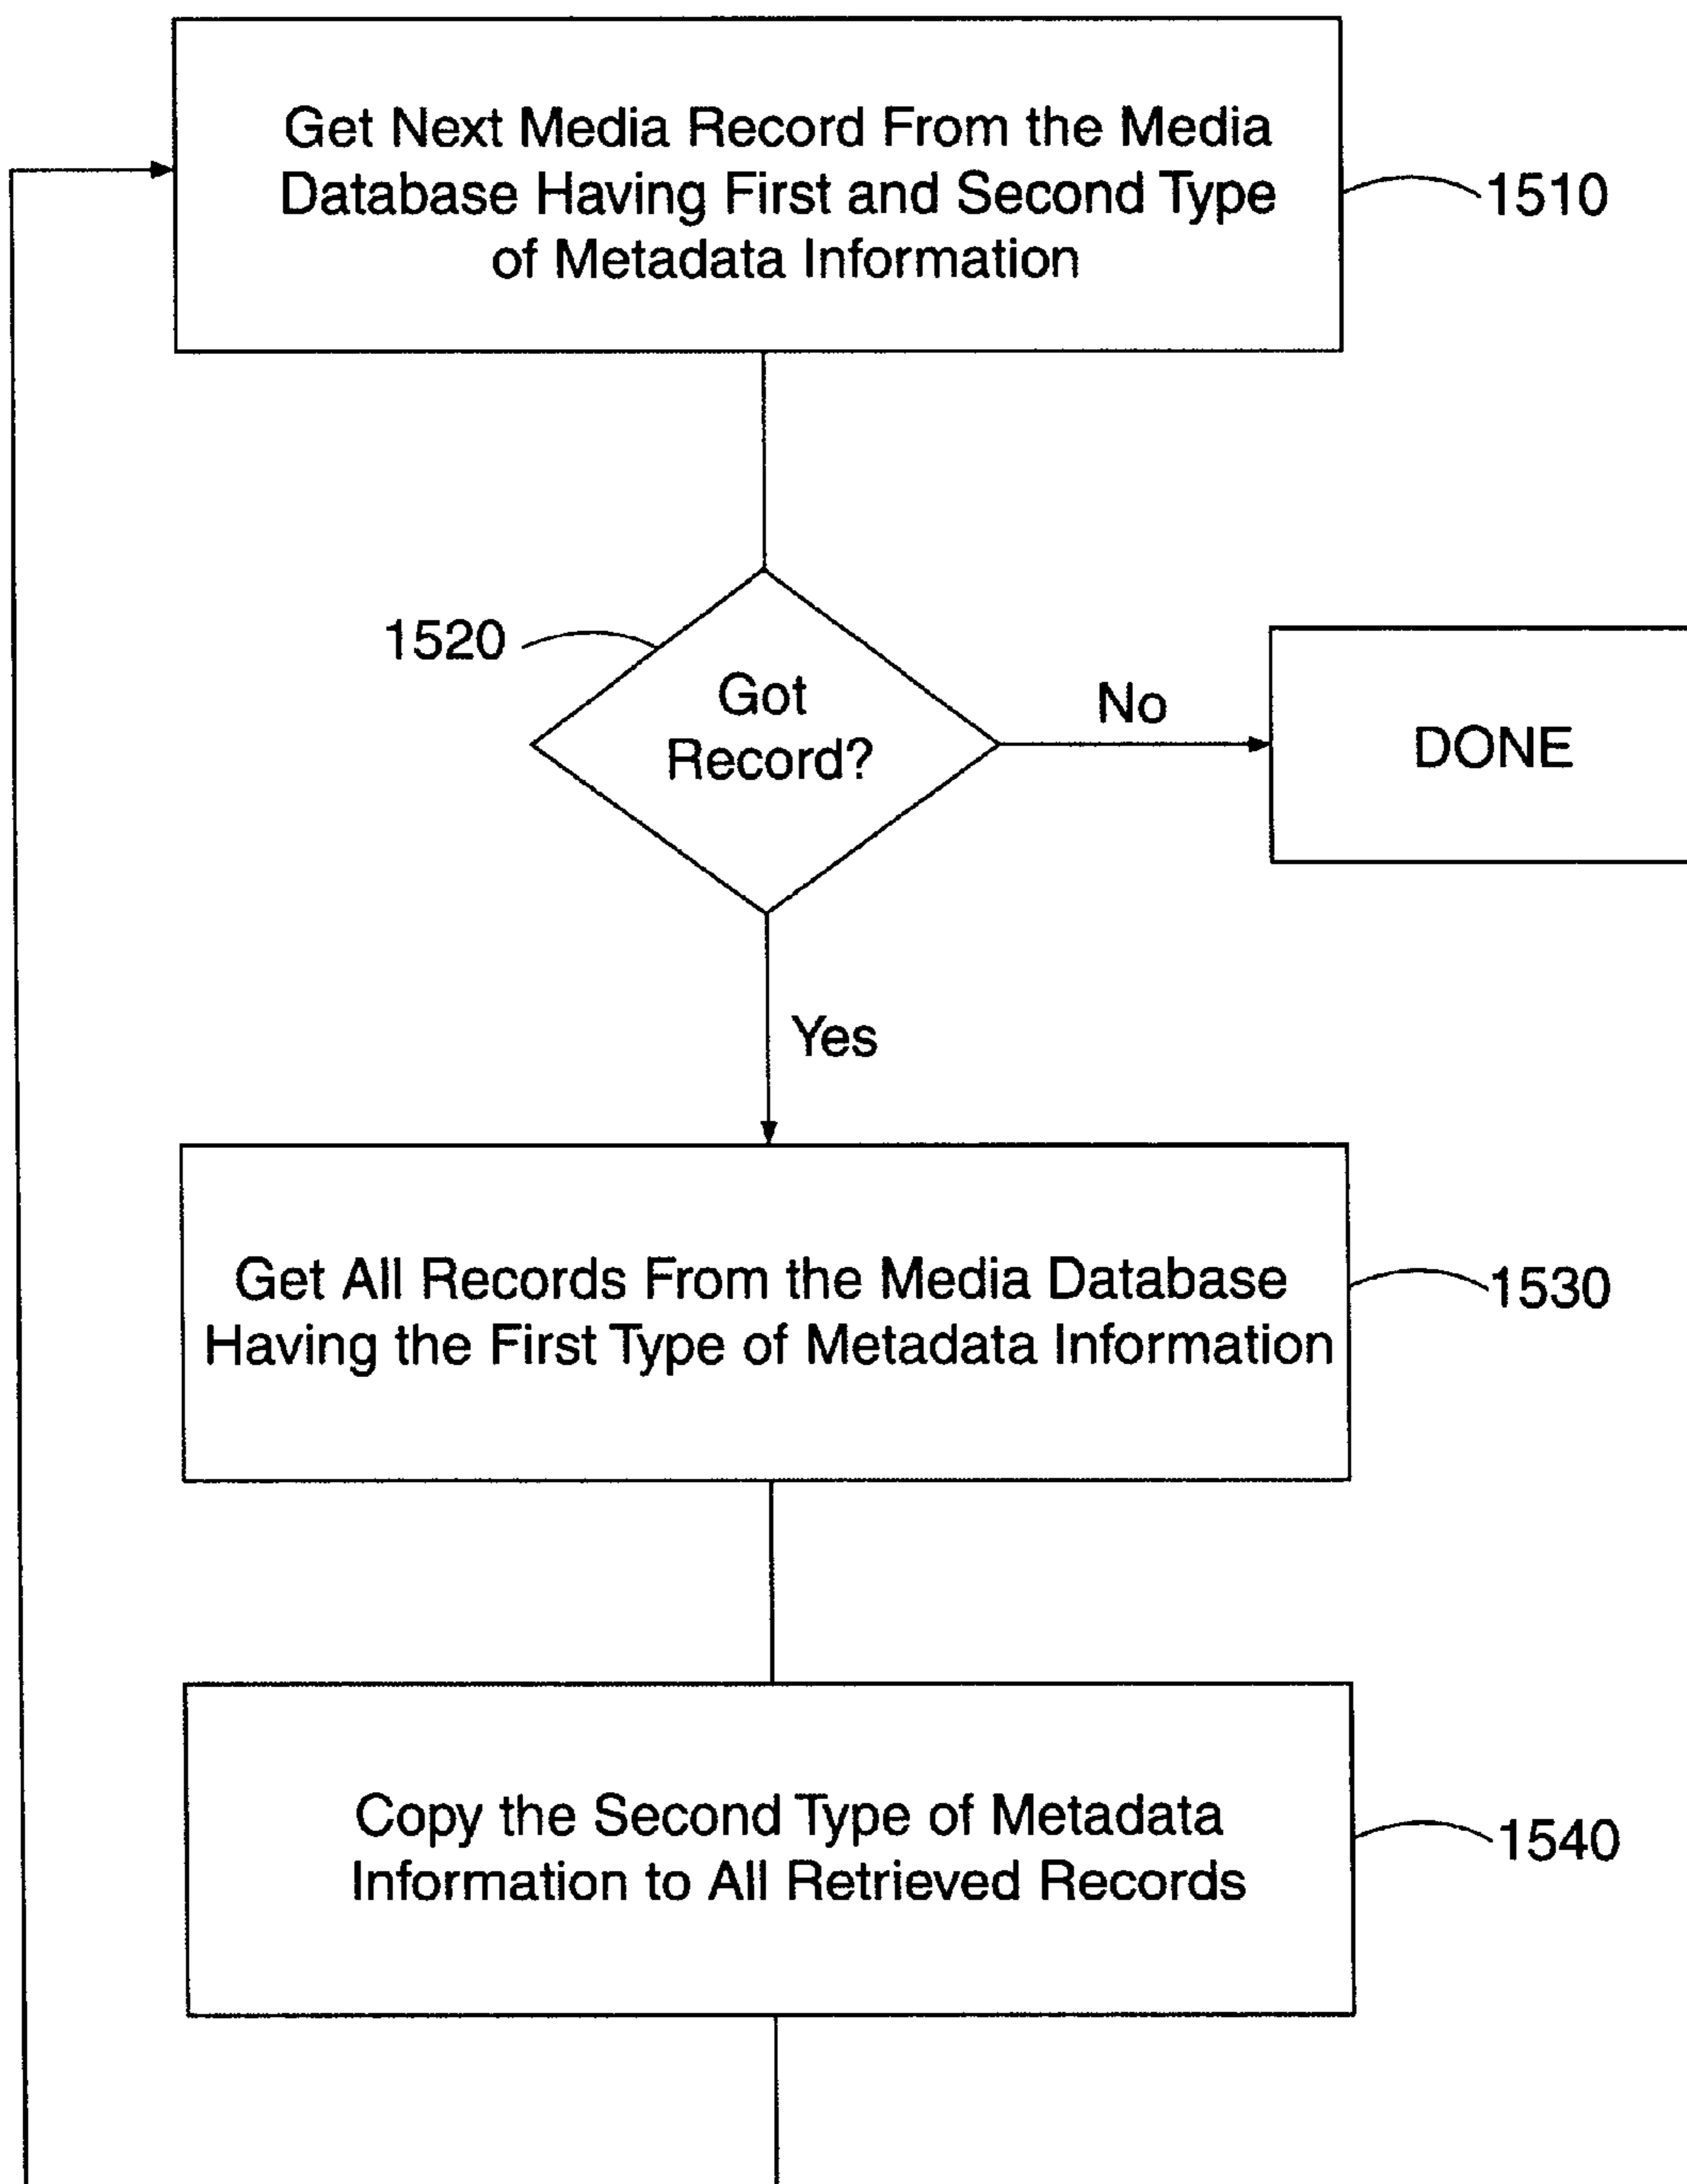 Get Next Media Record From the Media
Database Having First and Second Type
of Metadata Information
1510
1520
Got
Record?
No
DONE
Yes
Get All Records From the Media Database
Having the First Type of Metadata Information
1530
Copy the Second Type of Metadata
Information to All Retrieved Records
1540